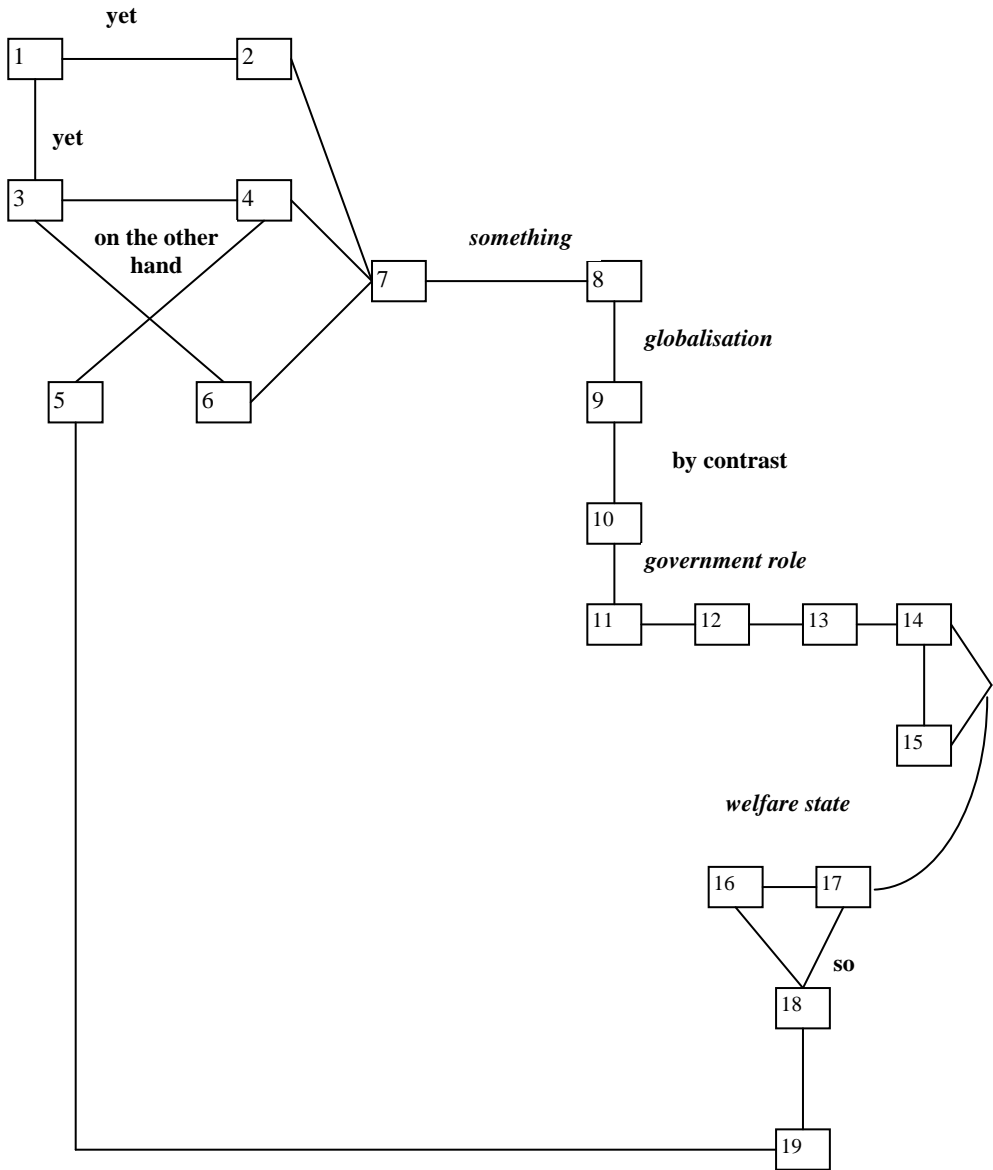 yet
1
2
yet
3
4
on the other
hand
something
7
8
globalisation
5
6
9
by contrast
10
government role
11
12
13
14
15
welfare state
16
17
so
18
19